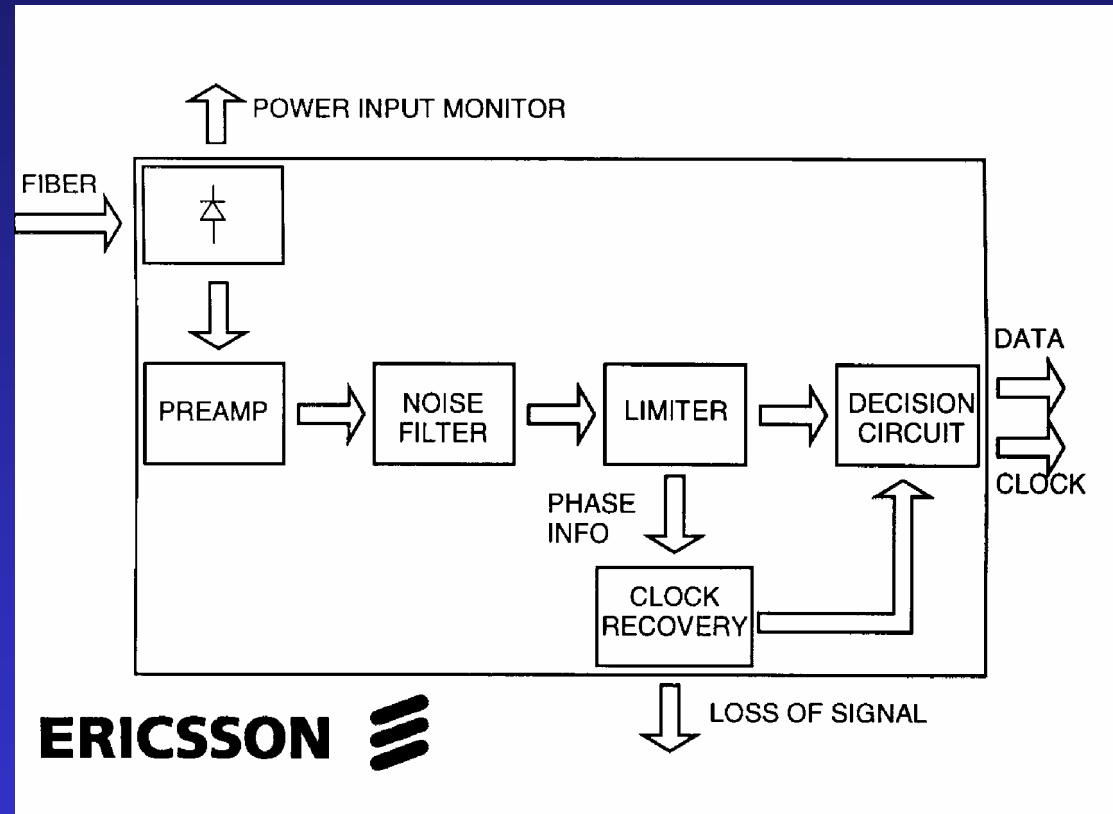 POWER INPUT MONITOR
FIBER
DATA
PREAMP
NOISE
FILTER
LIMITER
DECISION
CIRCUIT
CLOCK
PHASE
INFO
CLOCK
RECOVERY
LOSS OF SIGNAL
ERICSSON